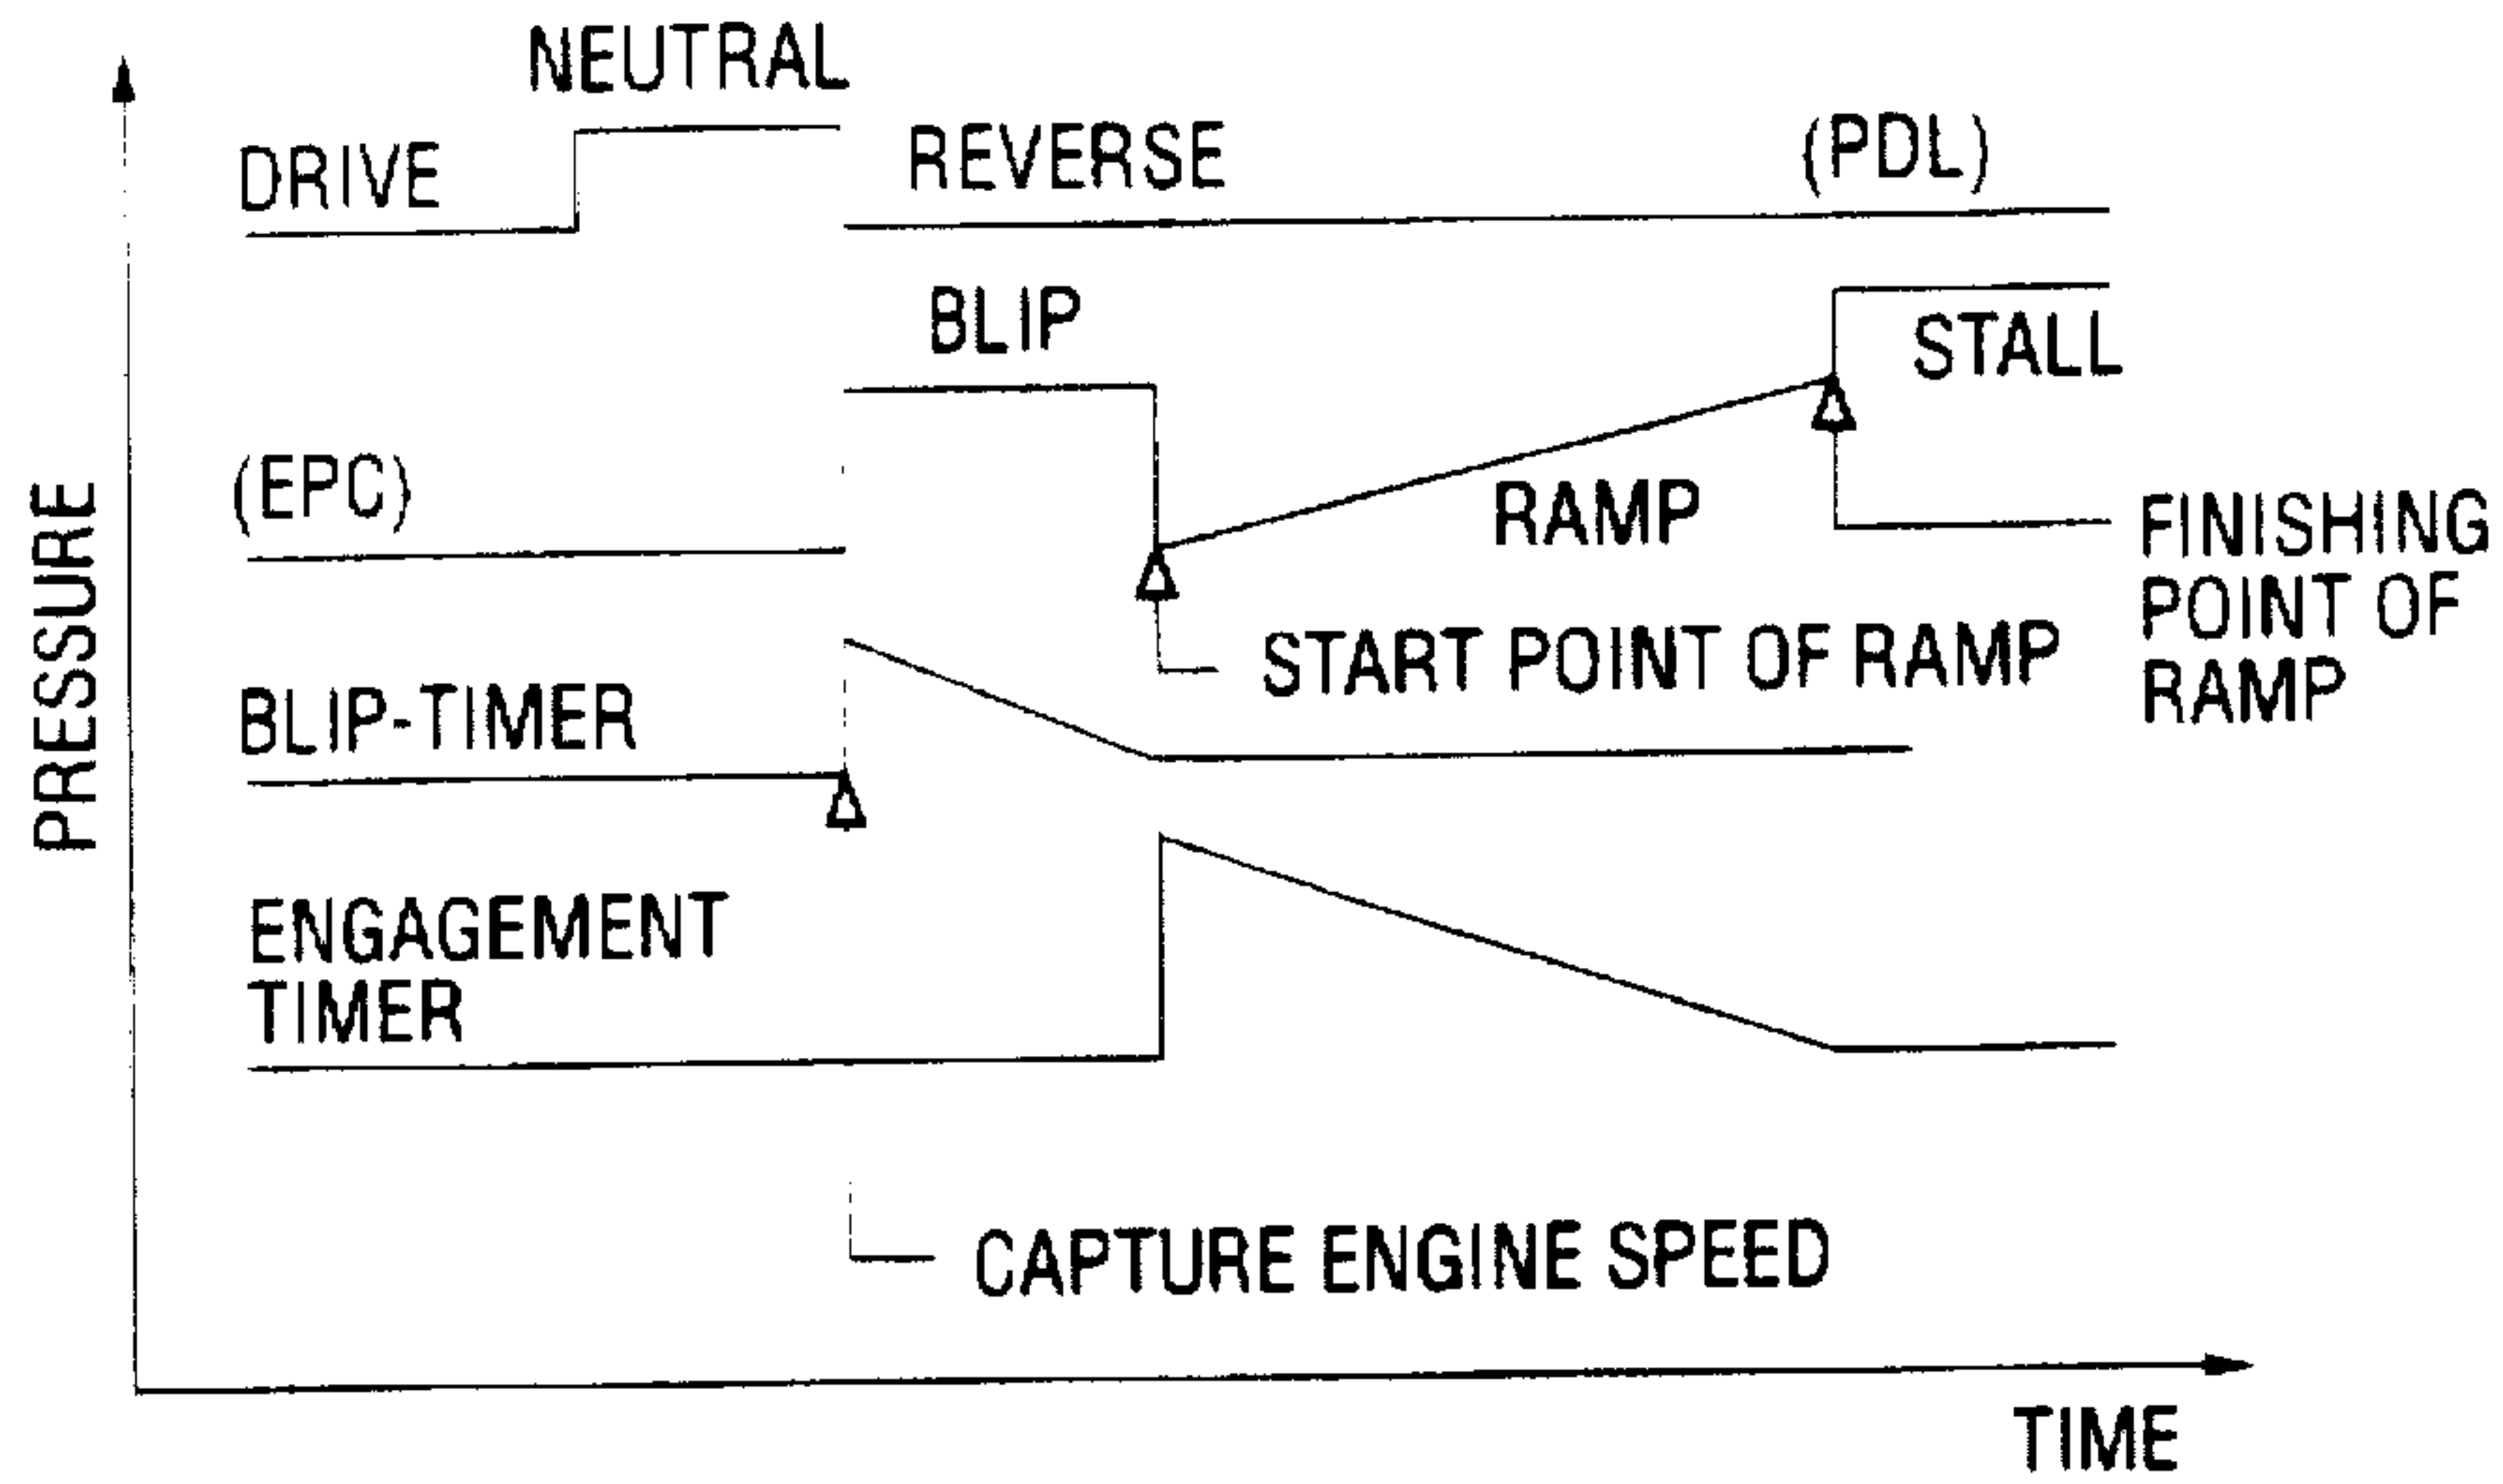 NEUTRAL
DRIVE
REVERSE
(PDL)
BLIP
STALL
(EPC)
RAMP
FINISHING
POINT OF
RAMP
START POINT OF RAMP
BLIP-TIMER
PRESSURE
ENGAGEMENT
TIMER
CAPTURE ENGINE SPEED
TIME